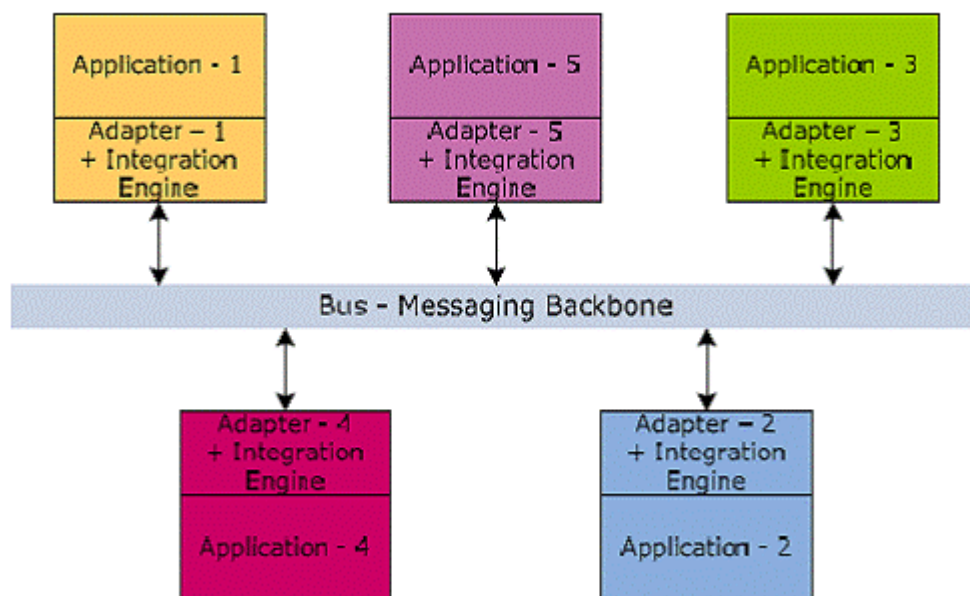 Application - 1
Adapter – 1
+ Integration
Engine
Application - 5
Adapter - 5
+ Integration
Engine
Application - 3
Adapter – 3
+ Integration
Engine
Bus - Messaging Backbone
Adapter - 4
+ Integration
Engine
Application - 4
Adapter – 2
+ Integration
Engine
Application - 2